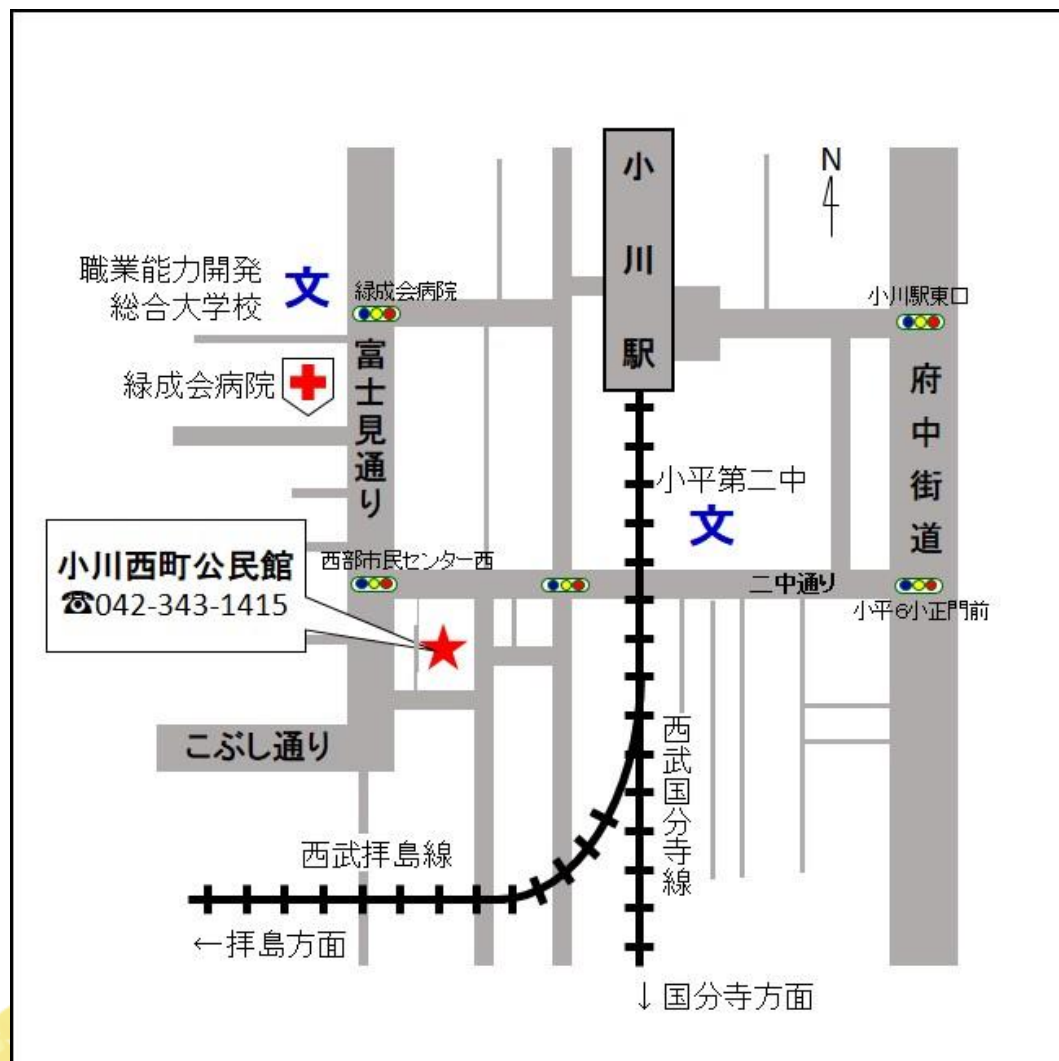 小川駅
N
職業能力開発
総合大学校
文
緑成会病院
小川駅東口
富士見通り
緑成会病院
府中街道
小平第二中
文
小川西町公民館
☎042-343-1415
西部市民センター西
二中通り
小平6小正門前
こぶし通り
西武国分寺線
西武拝島線
←拝島方面
↓国分寺方面